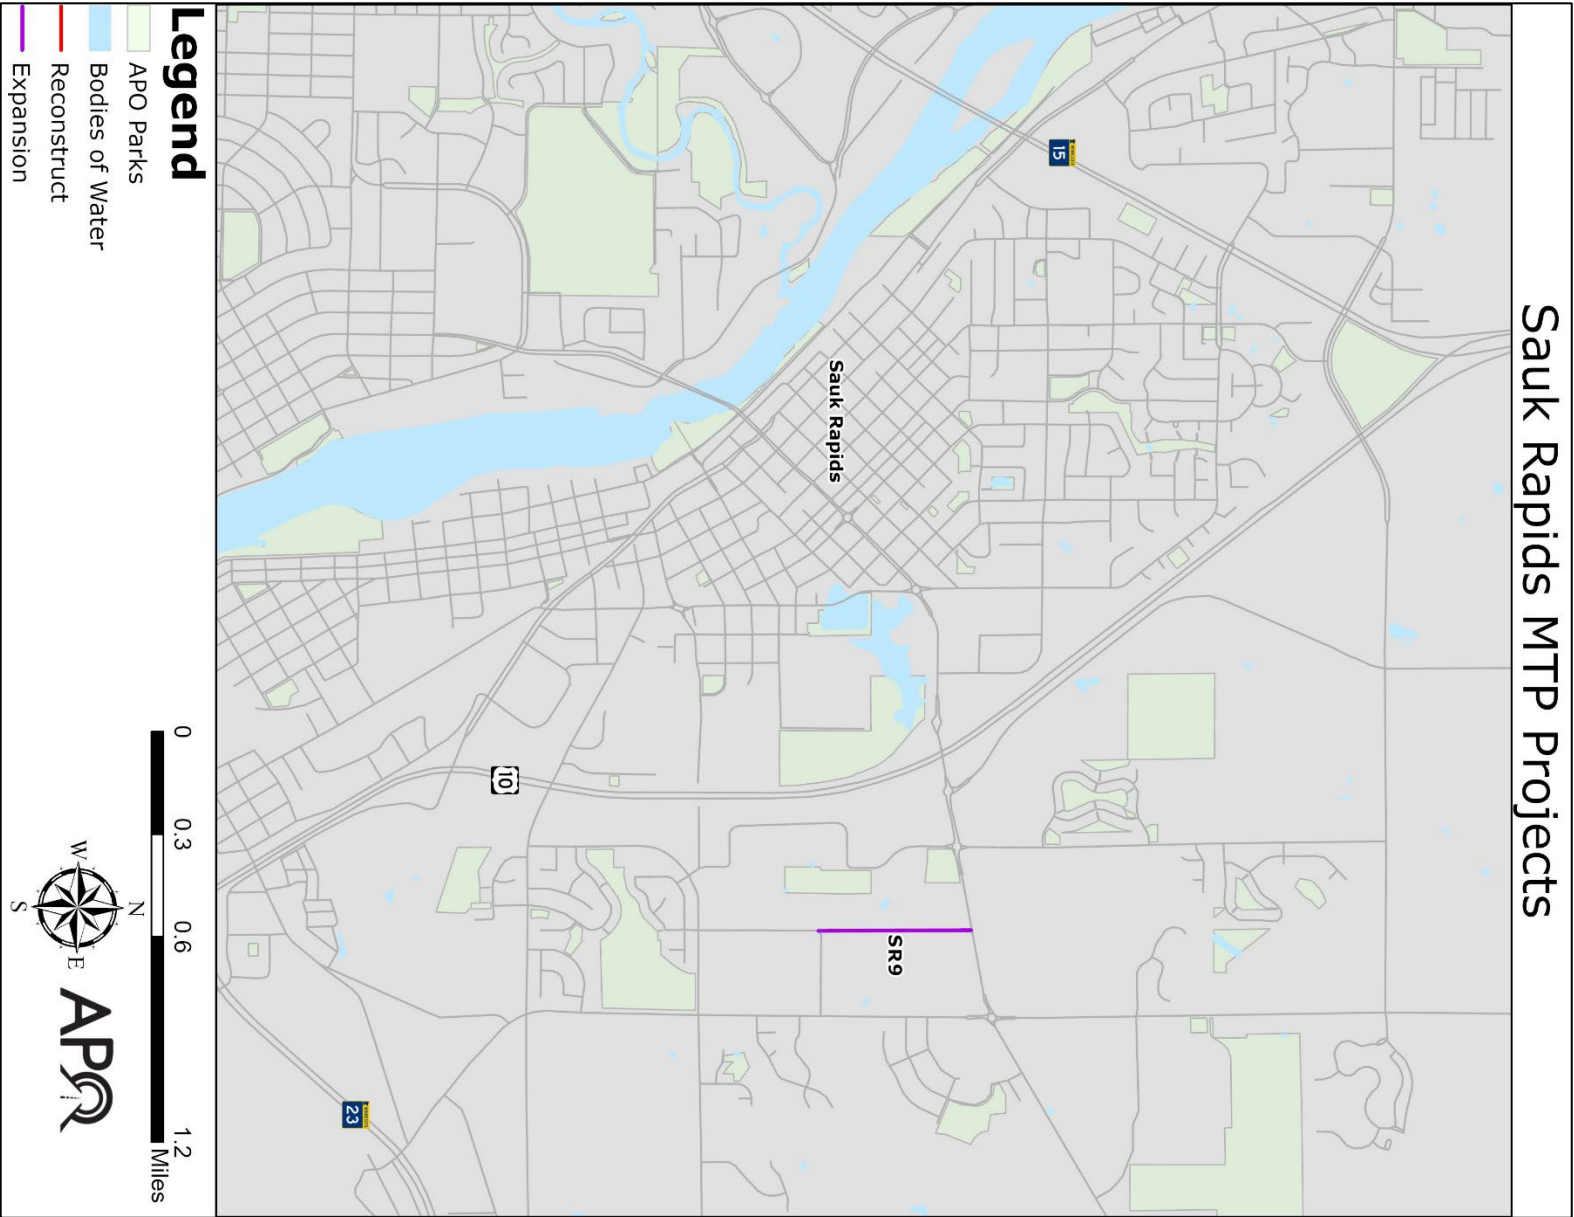 Sauk Rapids MTP Projects
15
Sauk Rapids
10
SR9
23
Legend
APO Parks
Bodies of Water
Reconstruct
Expansion
0 0.3 0.6 1.2
Miles
N
W E
S
APO